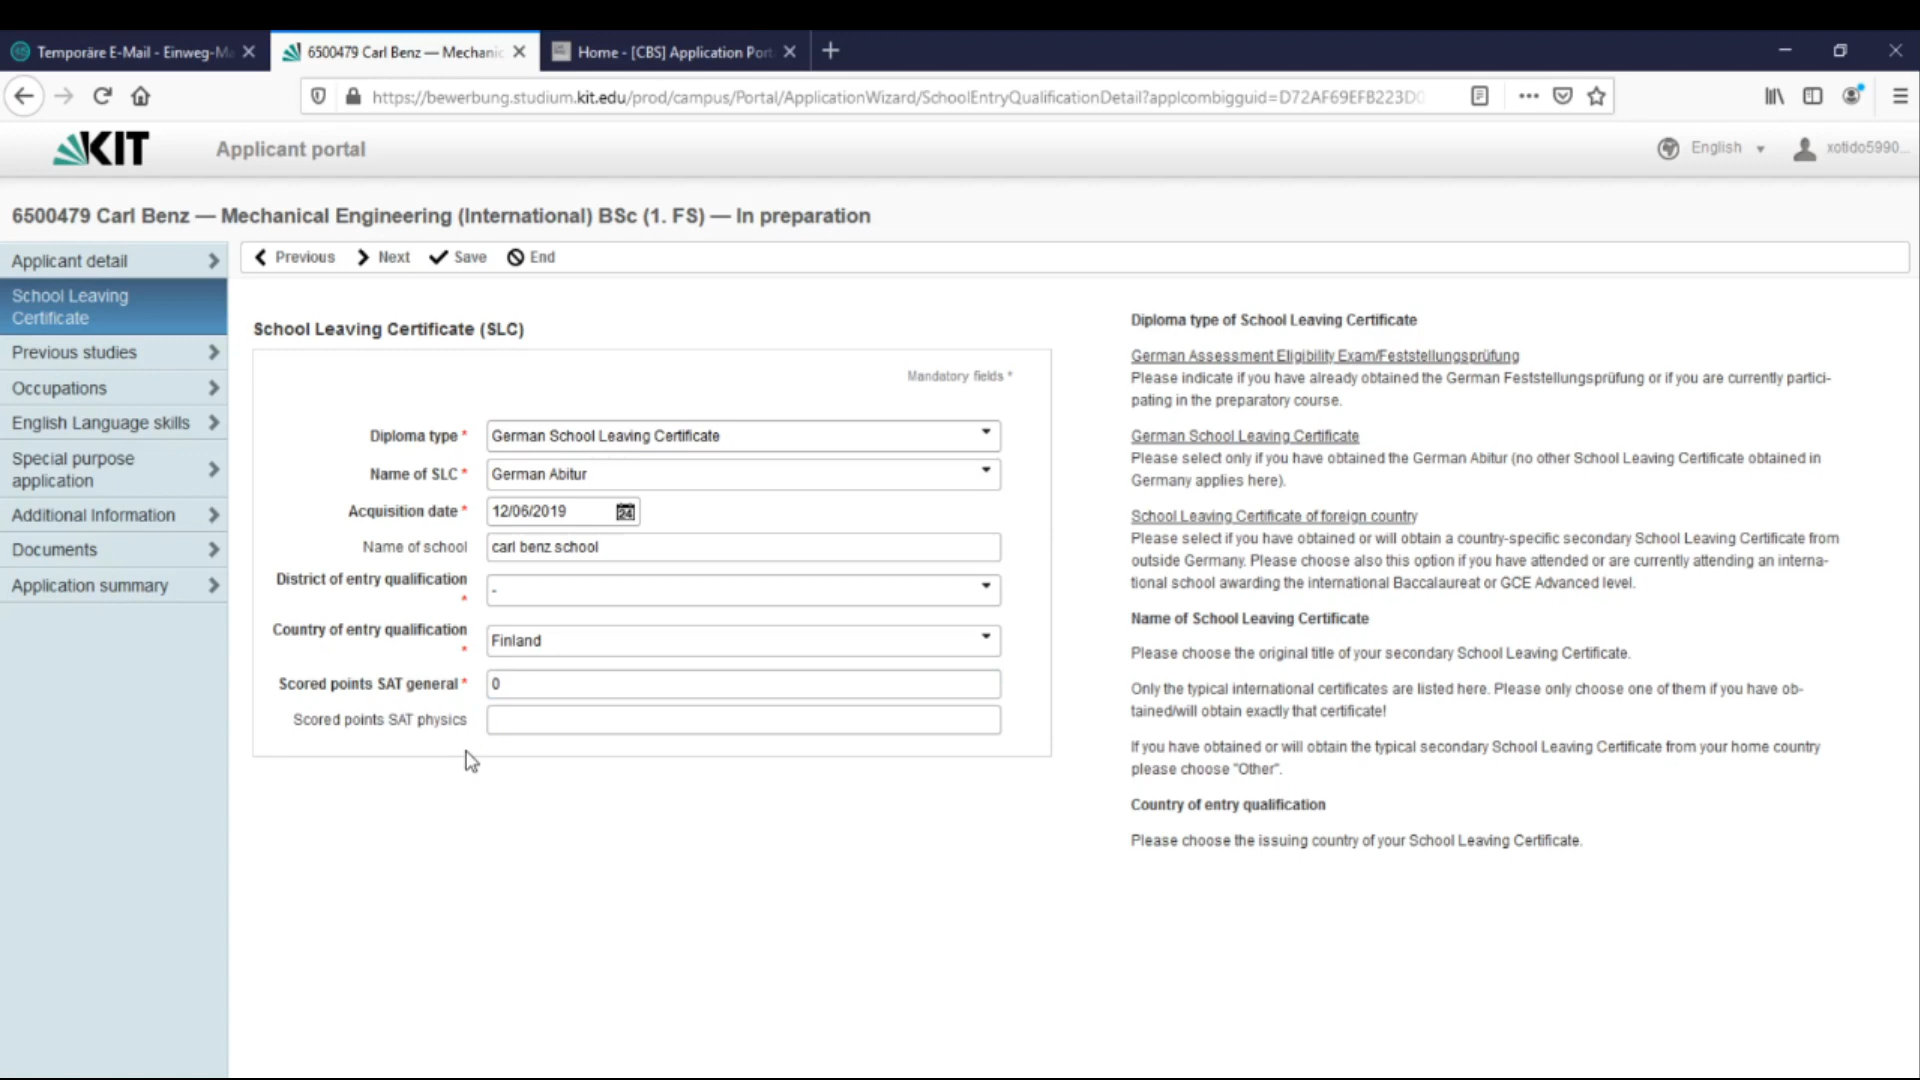 Temporäre E-Mail - Einweg-Ma
6500479 Carl Benz — Mechanic
Home - [CBS] Application Port
https://bewerbung.studium.kit.edu/prod/campus/Portal/ApplicationWizard/SchoolEntryQualificationDetail?applcombigguid=D72AF69EFB223D0
KIT
Applicant portal
English
xotido5990...
6500479 Carl Benz — Mechanical Engineering (International) BSc (1. FS) — In preparation
Applicant detail
School Leaving
Certificate
Previous studies
Occupations
English Language skills
Special purpose
application
Additional Information
Documents
Application summary
Previous
Next
Save
End
School Leaving Certificate (SLC)
Mandatory fields *
Diploma type *
German School Leaving Certificate
Name of SLC *
German Abitur
Acquisition date *
12/06/2019
24
Name of school
carl benz school
District of entry qualification
*
-
Country of entry qualification
*
Finland
Scored points SAT general *
0
Scored points SAT physics
Diploma type of School Leaving Certificate
German Assessment Eligibility Exam/Feststellungsprüfung
Please indicate if you have already obtained the German Feststellungsprüfung or if you are currently partici-
pating in the preparatory course.
German School Leaving Certificate
Please select only if you have obtained the German Abitur (no other School Leaving Certificate obtained in
Germany applies here).
School Leaving Certificate of foreign country
Please select if you have obtained or will obtain a country-specific secondary School Leaving Certificate from
outside Germany. Please choose also this option if you have attended or are currently attending an interna-
tional school awarding the international Baccalaureat or GCE Advanced level.
Name of School Leaving Certificate
Please choose the original title of your secondary School Leaving Certificate.
Only the typical international certificates are listed here. Please only choose one of them if you have ob-
tained/will obtain exactly that certificate!
If you have obtained or will obtain the typical secondary School Leaving Certificate from your home country
please choose "Other".
Country of entry qualification
Please choose the issuing country of your School Leaving Certificate.